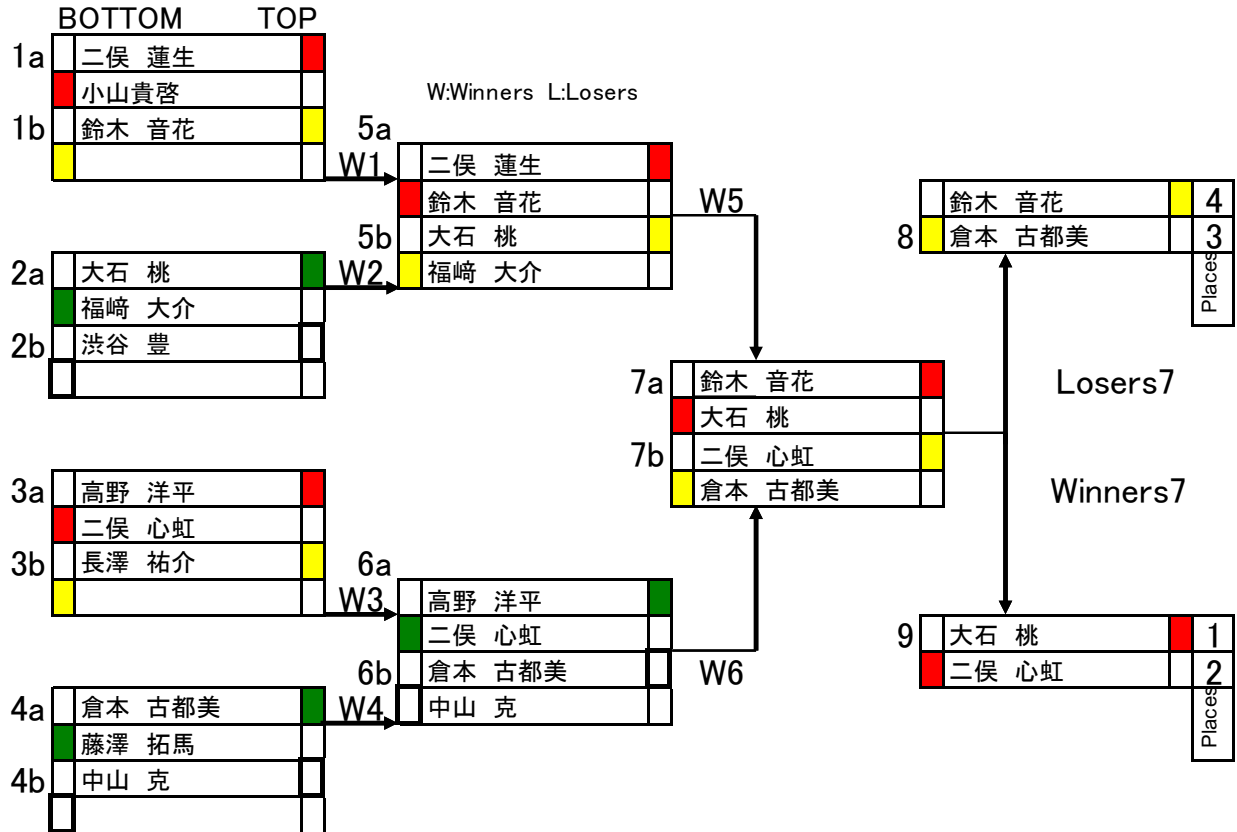 BOTTOM TOP
1a 二俣 蓮生
小山貴啓
1b 鈴木 音花
W:Winners L:Losers
2a 大石 桃
福﨑 大介
2b 渋谷 豊
3a 高野 洋平
二俣 心虹
3b 長澤 祐介
4a 倉本 古都美
藤澤 拓馬
4b 中山 克
5a
W1 二俣 蓮生
鈴木 音花
5b 大石 桃
W2 福﨑 大介
6a
W3 高野 洋平
二俣 心虹
6b 倉本 古都美
W4 中山 克
W5
W6
7a 鈴木 音花
大石 桃
7b 二俣 心虹
倉本 古都美
Losers7
Winners7
鈴木 音花 4
8 倉本 古都美 3
Places
9 大石 桃 1
二俣 心虹 2
Places